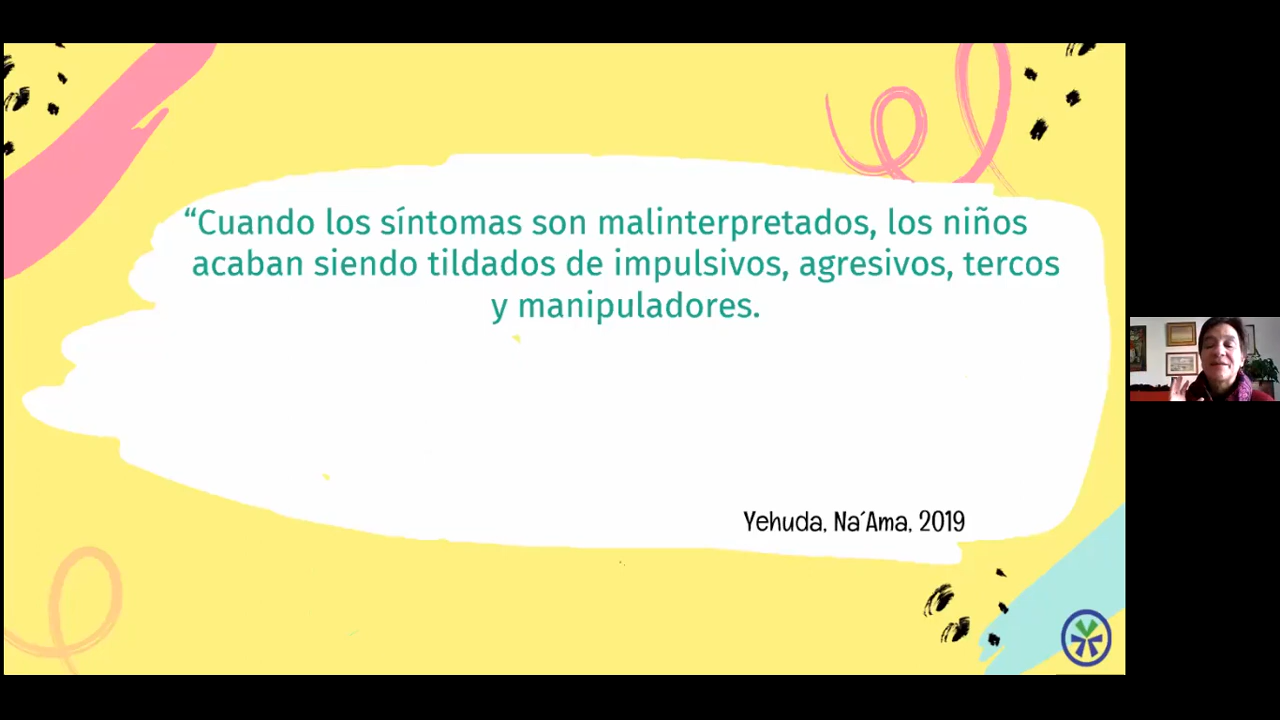 “Cuando los síntomas son malinterpretados, los niños
acaban siendo tildados de impulsivos, agresivos, tercos
y manipuladores.
Yehuda, Na´Ama, 2019